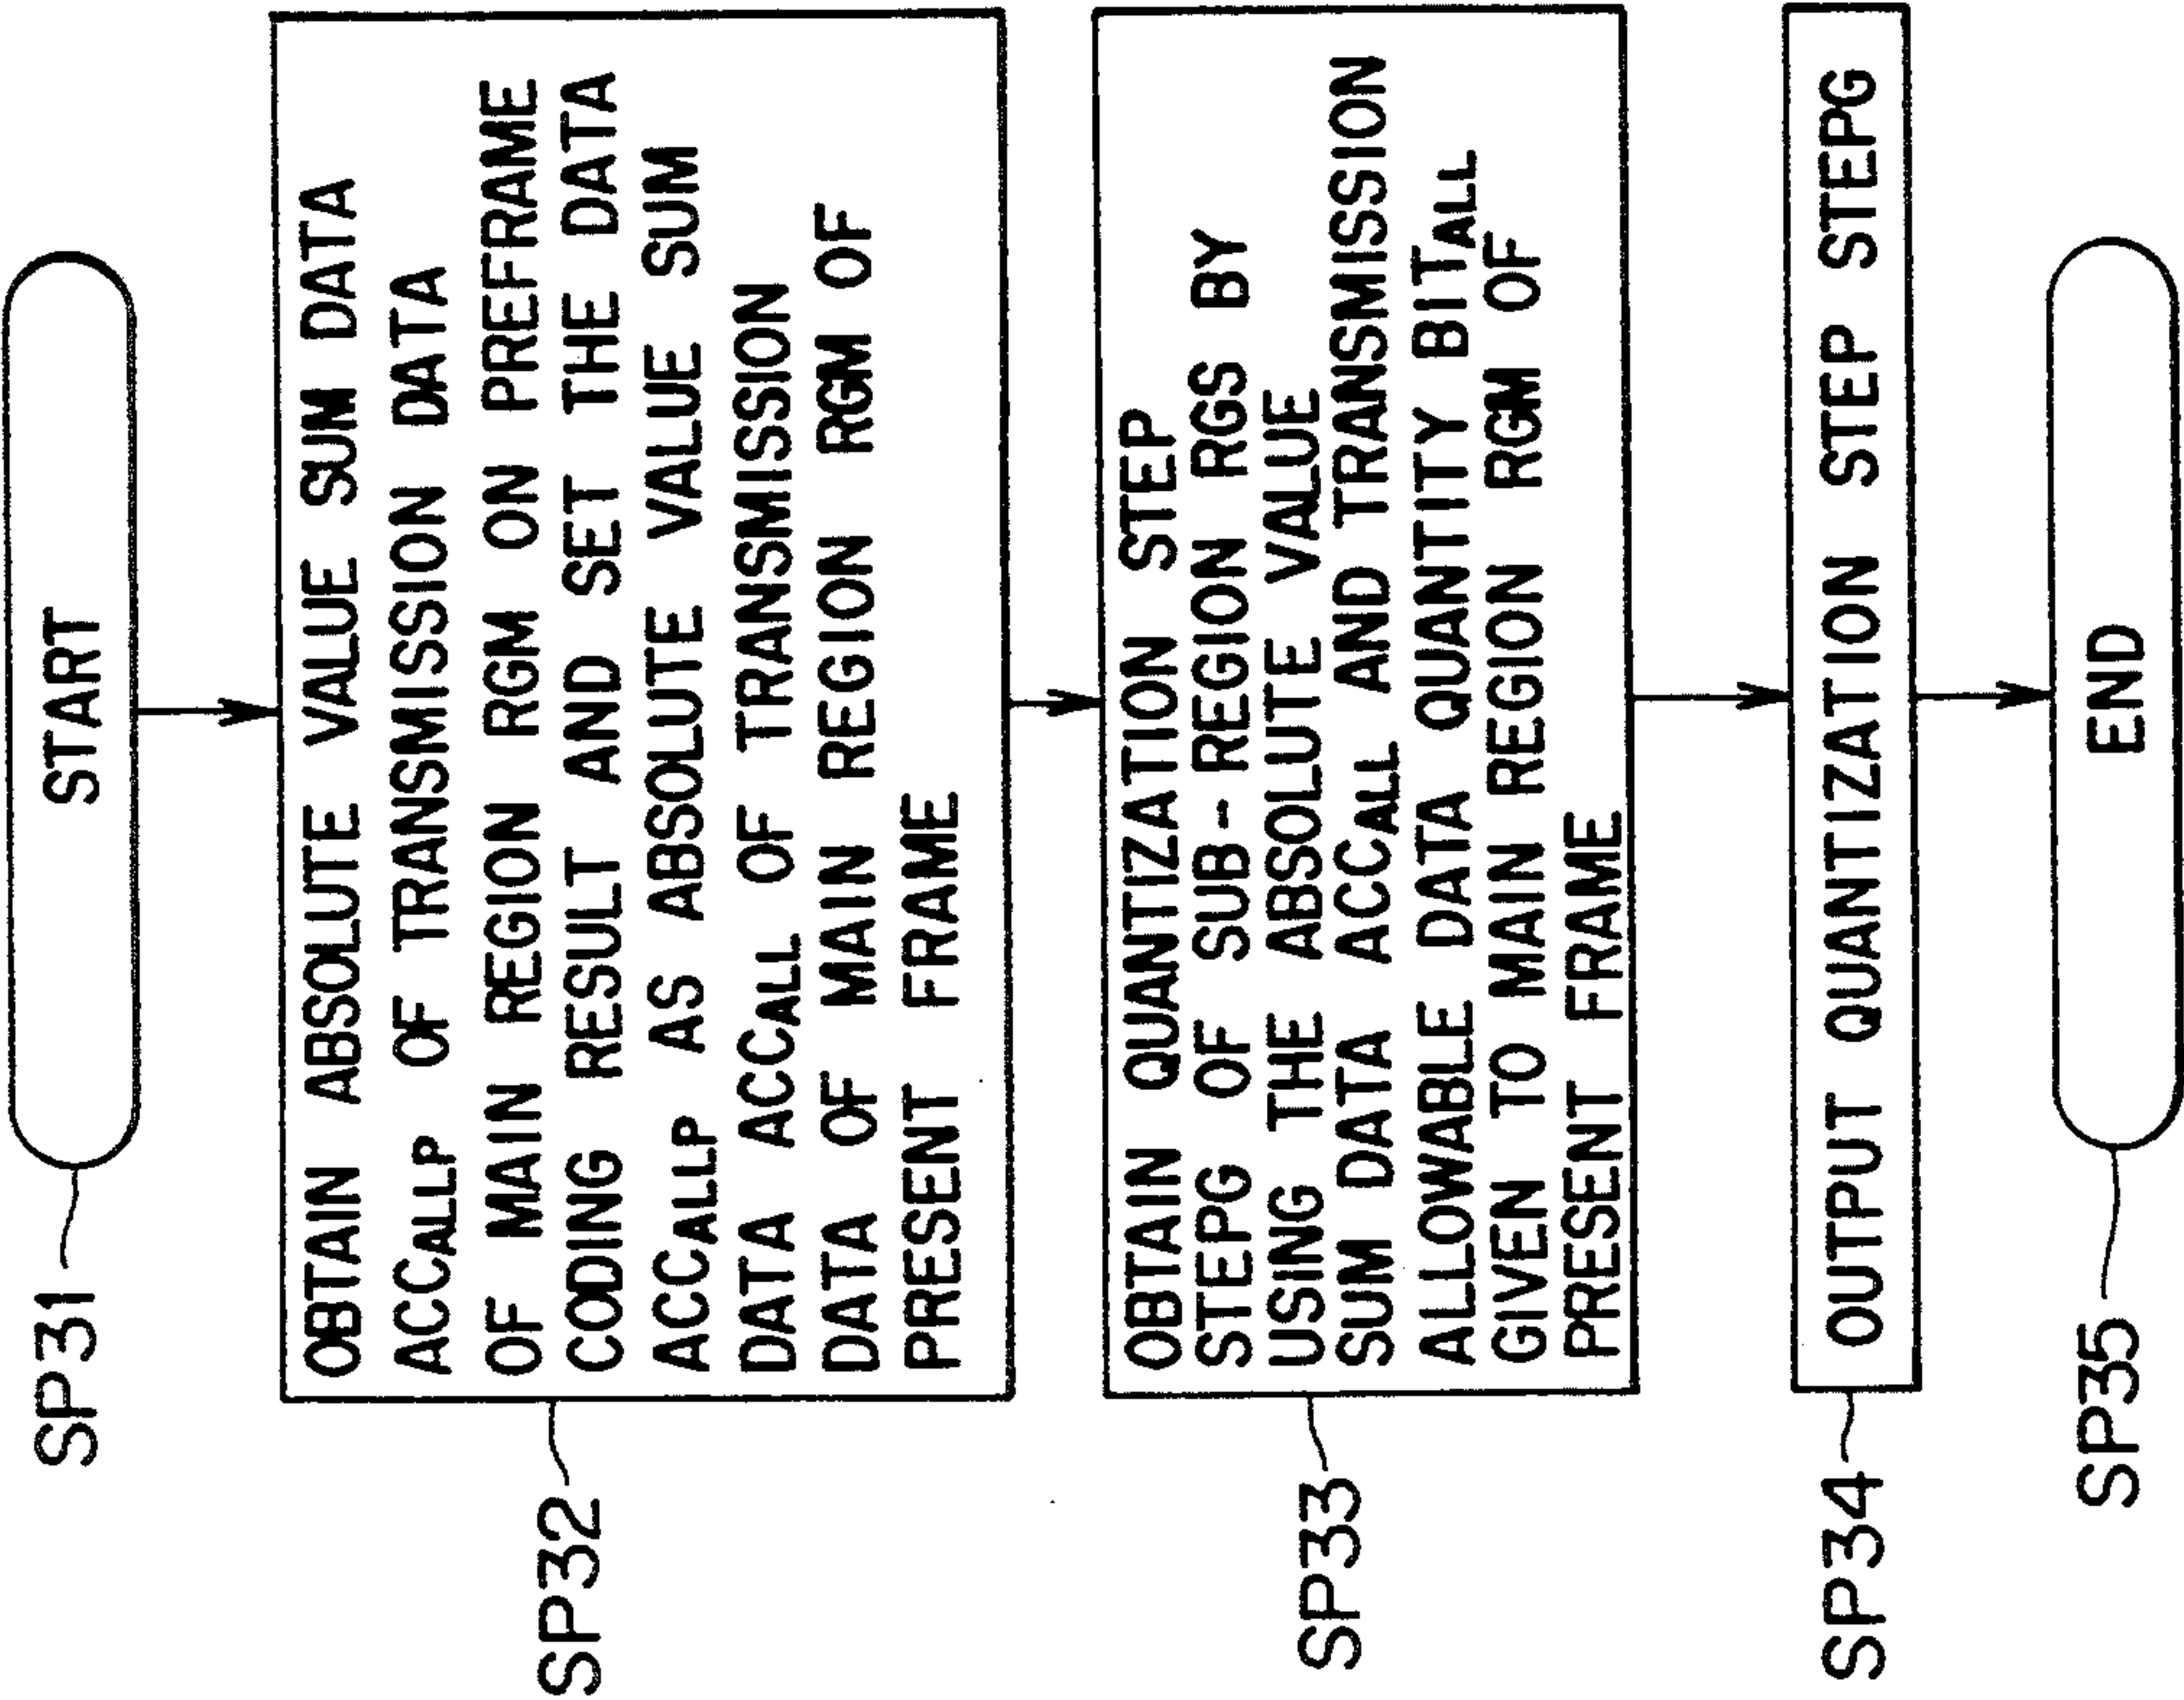 SP31
START
SP32
OBTAIN ABSOLUTE VALUE SUM DATA
ACCALLP OF TRANSMISSION DATA
OF MAIN REGION RGM ON PREFRAME
CODING RESULT AND SET THE DATA
ACCALLP AS ABSOLUTE VALUE SUM
DATA ACCALL OF TRANSMISSION
DATA OF MAIN REGION RGM OF
PRESENT FRAME
SP33
OBTAIN QUANTIZATION STEP
STEPG OF SUB-REGION RGS BY
USING THE ABSOLUTE VALUE
SUM DATA ACCALL AND TRANSMISSION
ALLOWABLE DATA QUANTITY BITALL
GIVEN TO MAIN REGION RGM OF
PRESENT FRAME
SP34
OUTPUT QUANTIZATION STEP STEPG
SP35
END